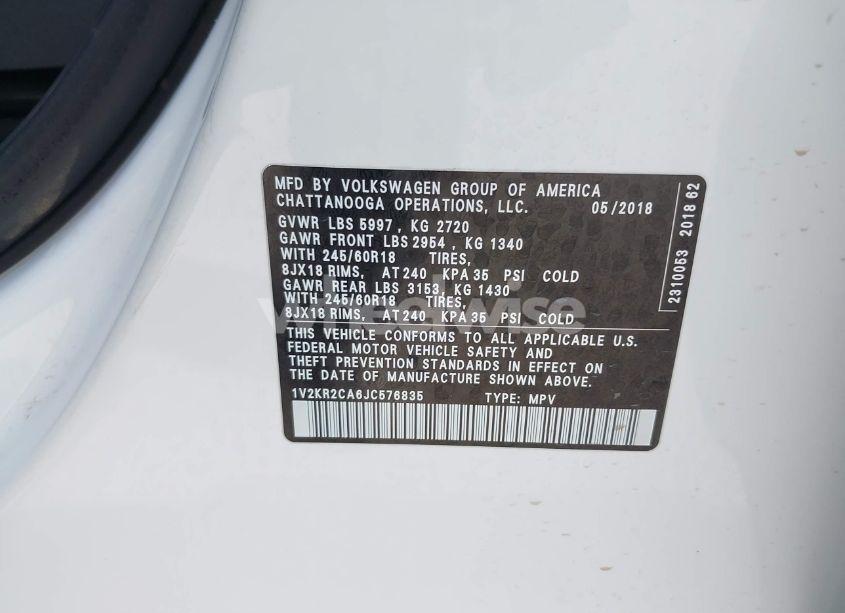 MFD BY VOLKSWAGEN GROUP OF AMERICA
CHATTANOOGA OPERATIONS, LLC. 05/2018
GVWR LBS 5997 , KG 2720
GAWR FRONT LBS 2954 , KG 1340
WITH 245/60R18 TIRES,
8JX18 RIMS, AT 240 KPA 35 PSI COLD
GAWR REAR LBS 3153, KG 1430
WITH 245/60R18 TIRES,
8JX18 RIMS, AT 240 KPA 35 PSI COLD
THIS VEHICLE CONFORMS TO ALL APPLICABLE U.S.
FEDERAL MOTOR VEHICLE SAFETY AND
THEFT PREVENTION STANDARDS IN EFFECT ON
THE DATE OF MANUFACTURE SHOWN ABOVE.
1V2KR2CA6JC576835 TYPE: MPV
2310053 2018 62
wheelwise